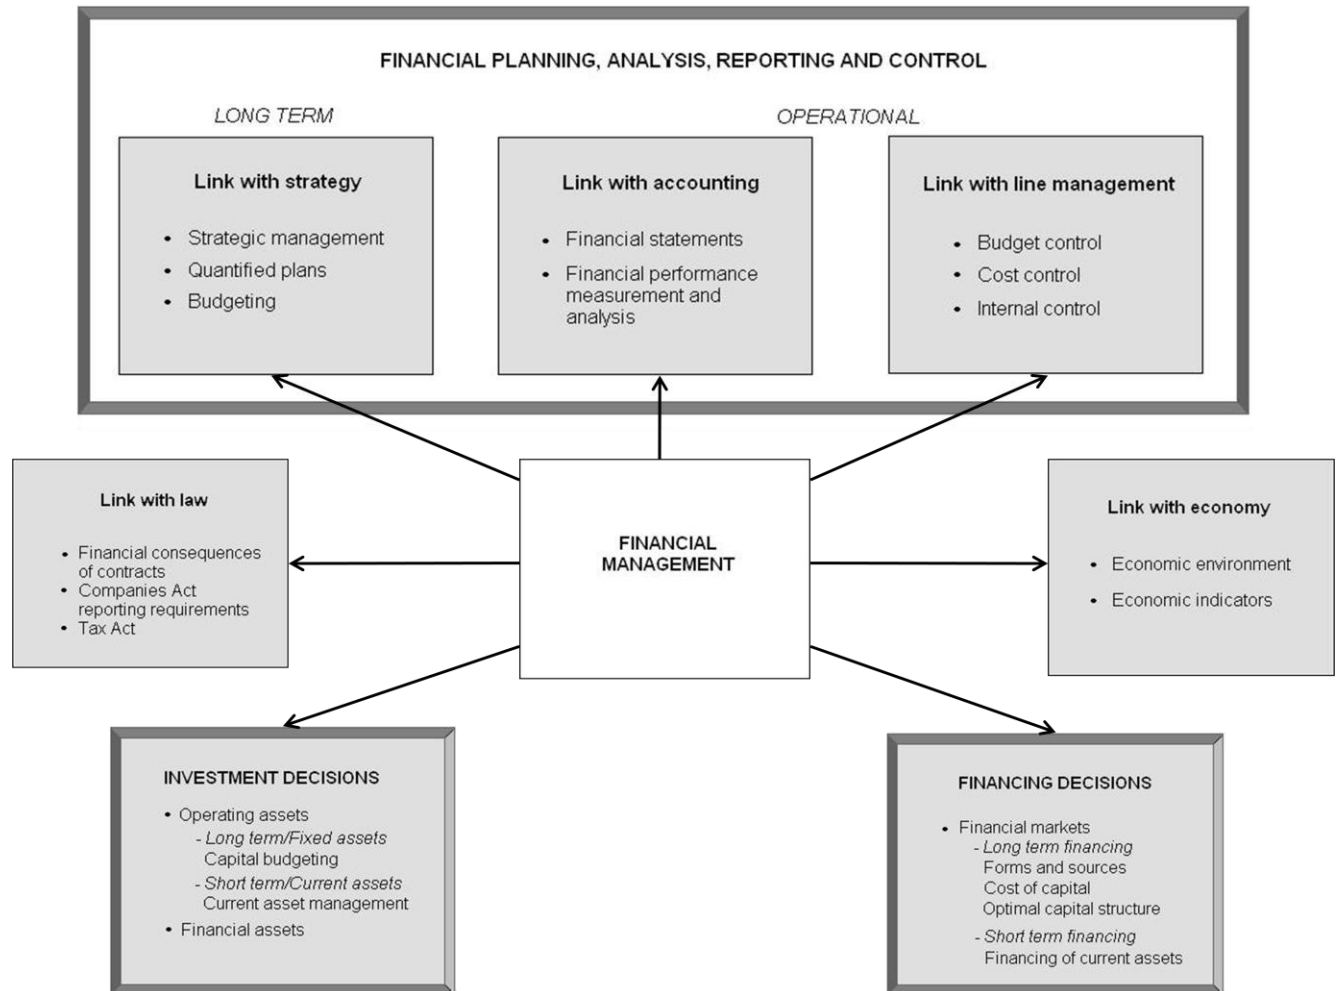 FINANCIAL PLANNING, ANALYSIS, REPORTING AND CONTROL
LONG TERM
OPERATIONAL
Link with strategy
• Strategic management
• Quantified plans
• Budgeting
Link with accounting
• Financial statements
• Financial performance
measurement and
analysis
Link with line management
• Budget control
• Cost control
• Internal control
Link with law
• Financial consequences
of contracts
• Companies Act
reporting requirements
• Tax Act
FINANCIAL
MANAGEMENT
Link with economy
• Economic environment
• Economic indicators
INVESTMENT DECISIONS
• Operating assets
- Long term/Fixed assets
Capital budgeting
- Short term/Current assets
Current asset management
• Financial assets
FINANCING DECISIONS
• Financial markets
- Long term financing
Forms and sources
Cost of capital
Optimal capital structure
- Short term financing
Financing of current assets